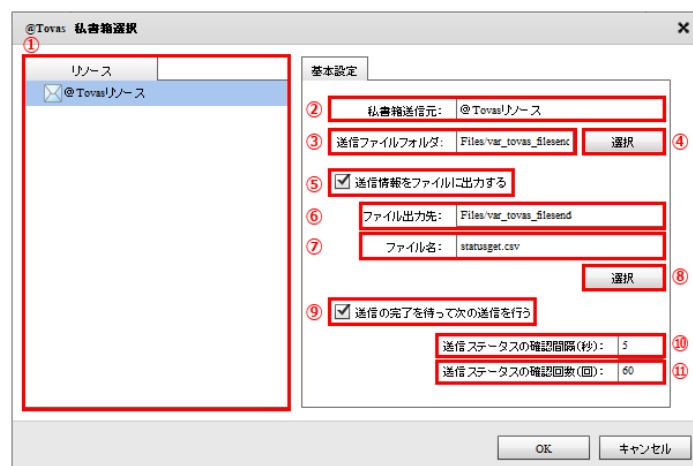 @Tovas 私書箱選択
①
リソース
@Tovasリソース
基本設定
② 私書箱送信元: @Tovasリソース
③ 送信ファイルフォルダ: Files/var_tovas_filesend 選択 ④
⑤ 送信情報をファイルに出力する
⑥ ファイル出力先: Files/var_tovas_filesend
⑦ ファイル名: statusget.csv
選択 ⑧
⑨ 送信の完了を待って次の送信を行う
送信ステータスの確認間隔(秒): 5 ⑩
送信ステータスの確認回数(回): 60 ⑪
OK キャンセル